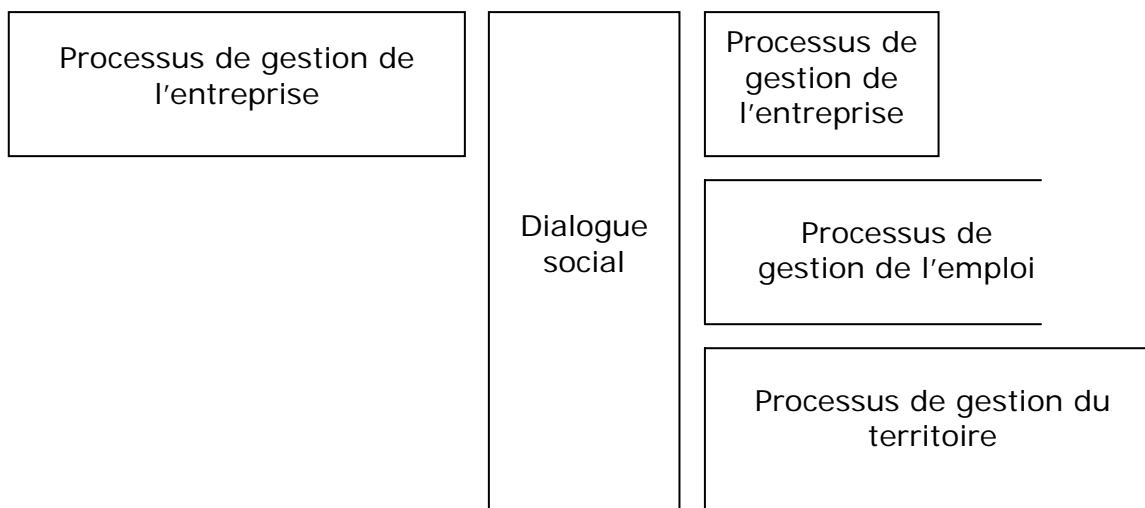 Processus de gestion de
l'entreprise
Dialogue
social
Processus de
gestion de
l'entreprise
Processus de
gestion de l'emploi
Processus de gestion du
territoire